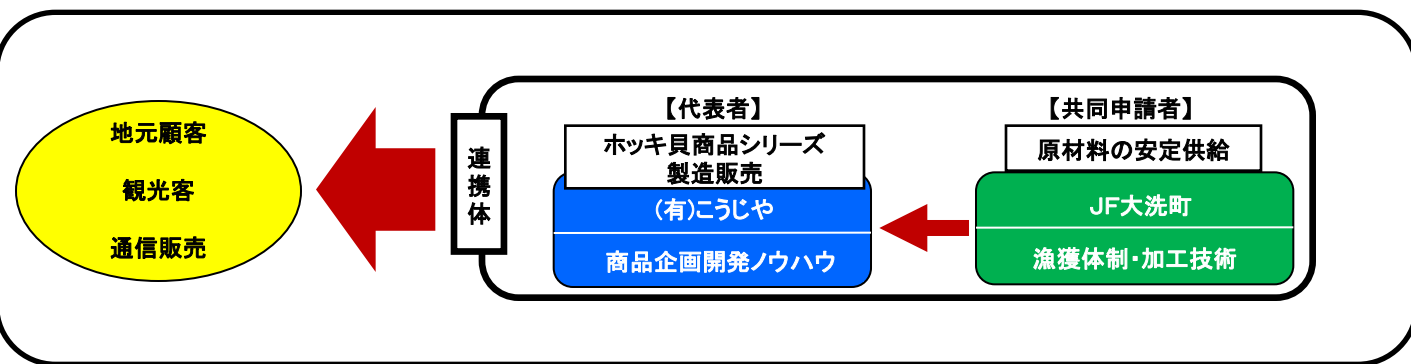 地元顧客
観光客
通信販売
連携体
【代表者】
ホッキ貝商品シリーズ
製造販売
(有)こうじや
商品企画開発ノウハウ
【共同申請者】
原材料の安定供給
JF大洗町
漁獲体制・加工技術